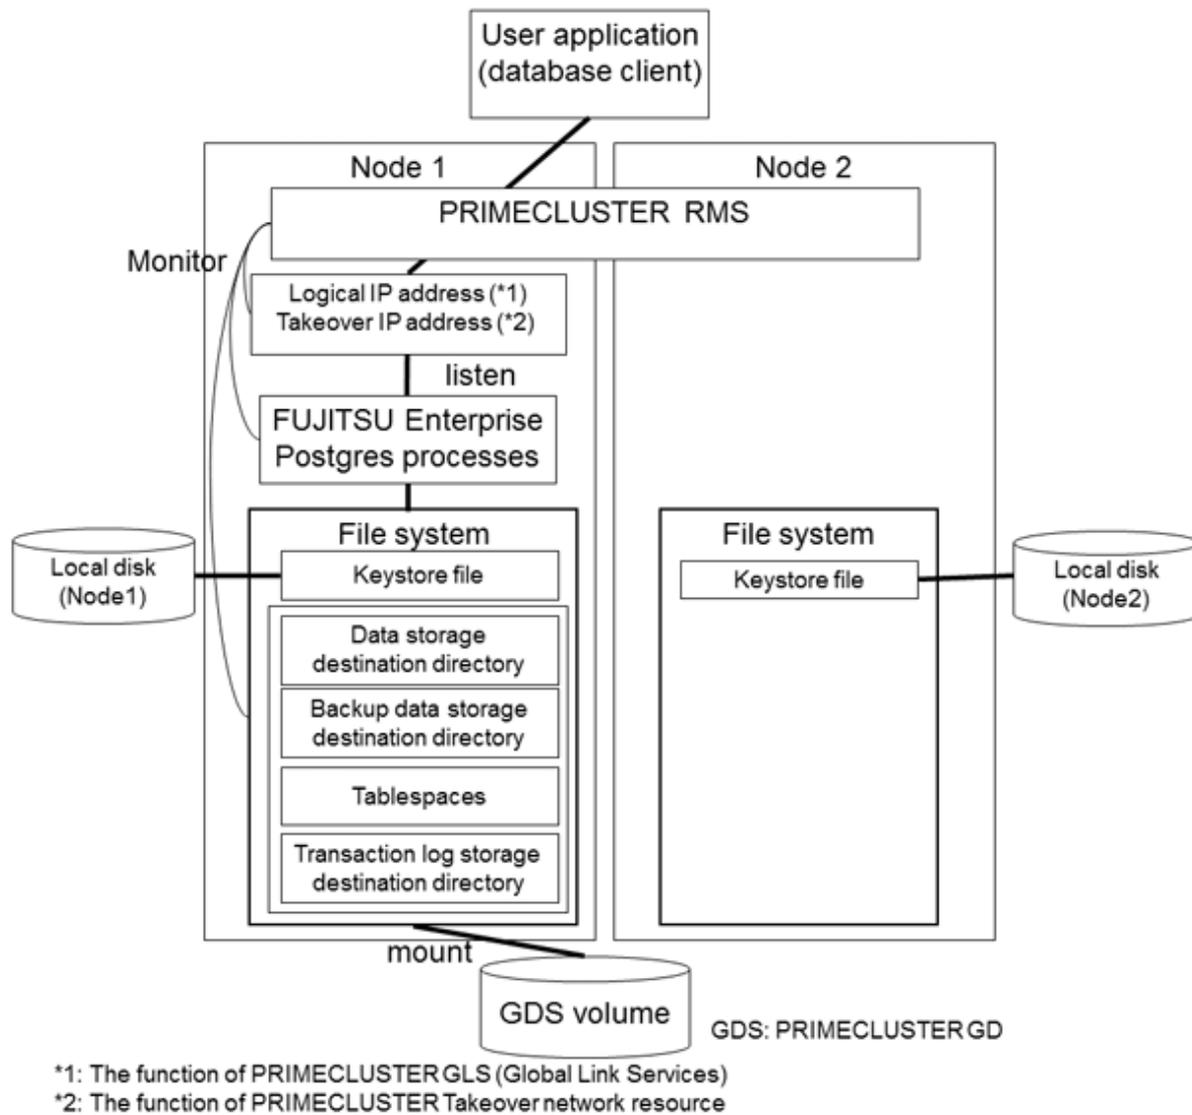 User application
(database client)
Node 1
Node 2
PRIMECLUSTER RMS
Monitor
Logical IP address (*1)
Takeover IP address (*2)
listen
FUJITSU Enterprise
Postgres processes
File system
File system
Local disk
(Node1)
Keystore file
Keystore file
Local disk
(Node2)
Data storage
destination directory
Backup data storage
destination directory
Tablespaces
Transaction log storage
destination directory
mount
GDS volume
GDS: PRIMECLUSTER GD
*1: The function of PRIMECLUSTER GLS (Global Link Services)
*2: The function of PRIMECLUSTER Takeover network resource